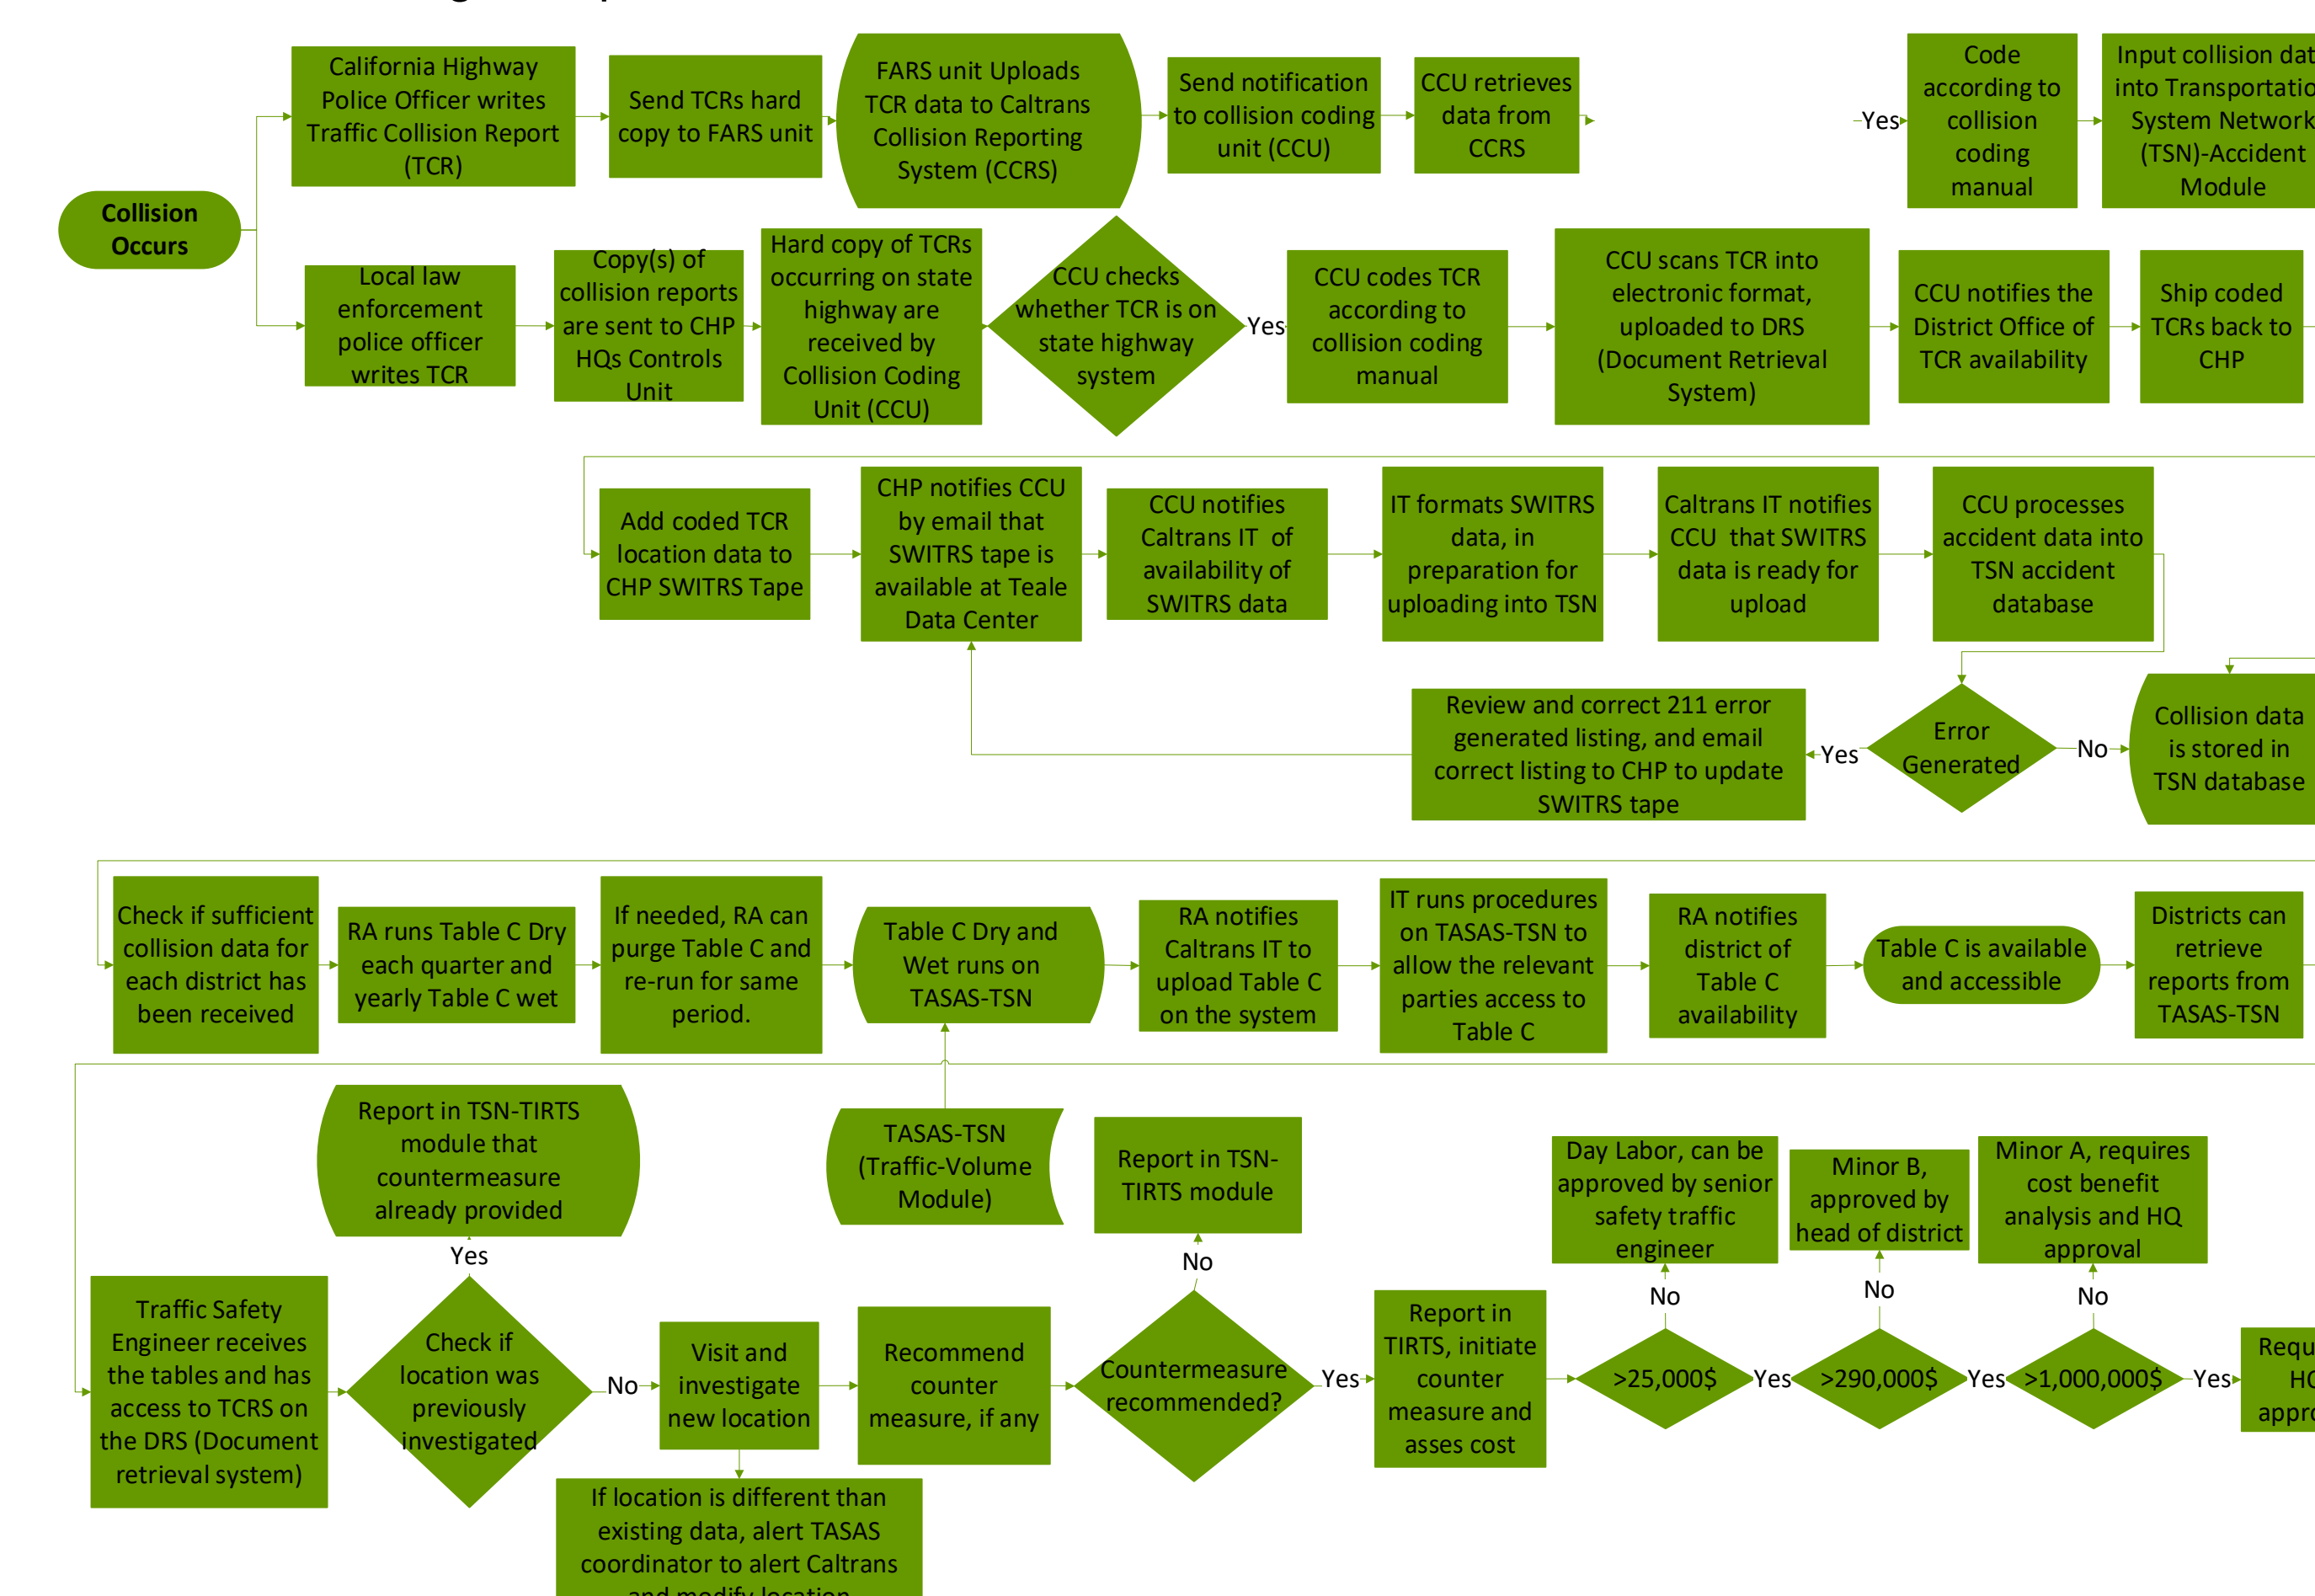 California Highway
Police Officer writes
Traffic Collision Report
(TCR)
Send TCRs hard
copy to FARS unit
FARS unit Uploads
TCR data to Caltrans
Collision Reporting
System (CCRS)
Send notification
to collision coding
unit (CCU)
CCU retrieves
data from
CCRS
Yes
Code
according to
collision
coding
manual
Input collision dat
into Transportatio
System Network
(TSN)-Accident
Module
Collision
Occurs
Local law
enforcement
police officer
writes TCR
Copy(s) of
collision reports
are sent to CHP
HQs Controls
Unit
Hard copy of TCRs
occurring on state
highway are
received by
Collision Coding
Unit (CCU)
CCU checks
whether TCR is on
state highway
system
Yes
CCU codes TCR
according to
collision coding
manual
CCU scans TCR into
electronic format,
uploaded to DRS
(Document Retrieval
System)
CCU notifies the
District Office of
TCR availability
Ship coded
TCRs back to
CHP
Add coded TCR
location data to
CHP SWITRS Tape
CHP notifies CCU
by email that
SWITRS tape is
available at Teale
Data Center
CCU notifies
Caltrans IT of
availability of
SWITRS data
IT formats SWITRS
data, in
preparation for
uploading into TSN
Caltrans IT notifies
CCU that SWITRS
data is ready for
upload
CCU processes
accident data into
TSN accident
database
Review and correct 211 error
generated listing, and email
correct listing to CHP to update
SWITRS tape
Yes
Error
Generated
No
Collision data
is stored in
TSN database
Check if sufficient
collision data for
each district has
been received
RA runs Table C Dry
each quarter and
yearly Table C wet
If needed, RA can
purge Table C and
re-run for same
period.
Table C Dry and
Wet runs on
TASAS-TSN
RA notifies
Caltrans IT to
upload Table C
on the system
IT runs procedures
on TASAS-TSN to
allow the relevant
parties access to
Table C
RA notifies
district of
Table C
availability
Table C is available
and accessible
Districts can
retrieve
reports from
TASAS-TSN
Report in TSN-TIRTS
module that
countermeasure
already provided
Yes
TASAS-TSN
(Traffic-Volume
Module)
Report in TSN-
TIRTS module
No
Day Labor, can be
approved by senior
safety traffic
engineer
No
Minor B,
approved by
head of district
No
Minor A, requires
cost benefit
analysis and HQ
approval
No
Traffic Safety
Engineer receives
the tables and has
access to TCRS on
the DRS (Document
retrieval system)
Check if
location was
previously
investigated
No
Visit and
investigate
new location
Recommend
counter
measure, if any
Countermeasure
recommended?
Yes
Report in
TIRTS, initiate
counter
measure and
asses cost
>25,000$
Yes
>290,000$
Yes
>1,000,000$
Yes
Requ
HQ
appro
If location is different than
existing data, alert TASAS
coordinator to alert Caltrans
and modify location